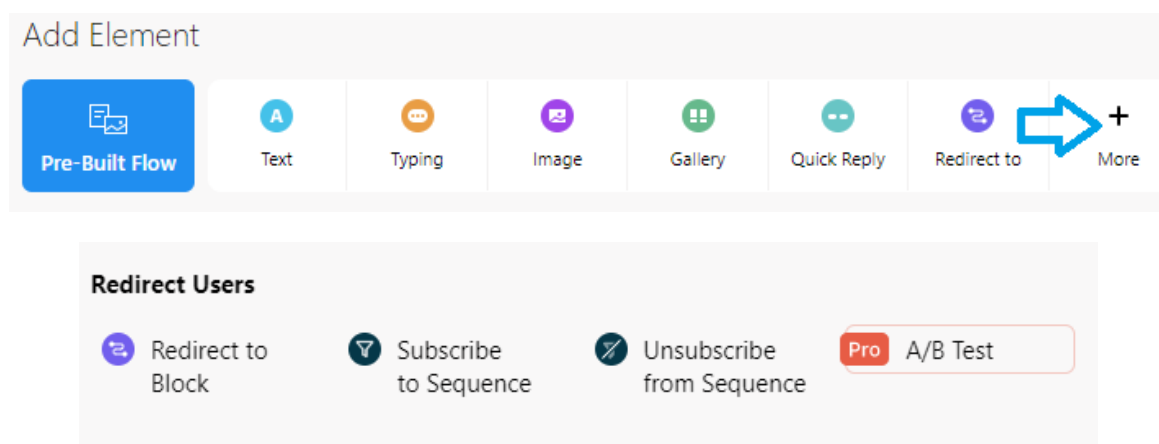 Add Element
Pre-Built Flow
A
Text
Typing
Image
Gallery
Quick Reply
Redirect to
+
More
Redirect Users
Redirect to
Block
Subscribe
to Sequence
Unsubscribe
from Sequence
Pro
A/B Test